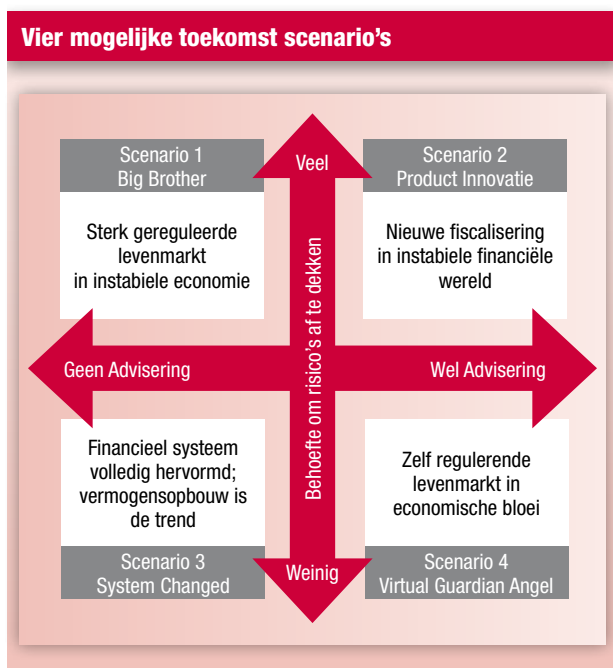 Vier mogelijke toekomst scenario's
Scenario 1
Big Brother
Sterk gereguleerde
levenmarkt
in instabiele economie
Veel
Scenario 2
Product Innovatie
Nieuwe fiscalisering
in instabiele financiële
wereld
Geen Advisering
Behoefte om risico's af te dekken
Wel Advisering
Financieel systeem
volledig hervormd;
vermogensopbouw is
de trend
Scenario 3
System Changed
Weinig
Zelf regulerende
levenmarkt in
economische bloei
Scenario 4
Virtual Guardian Angel